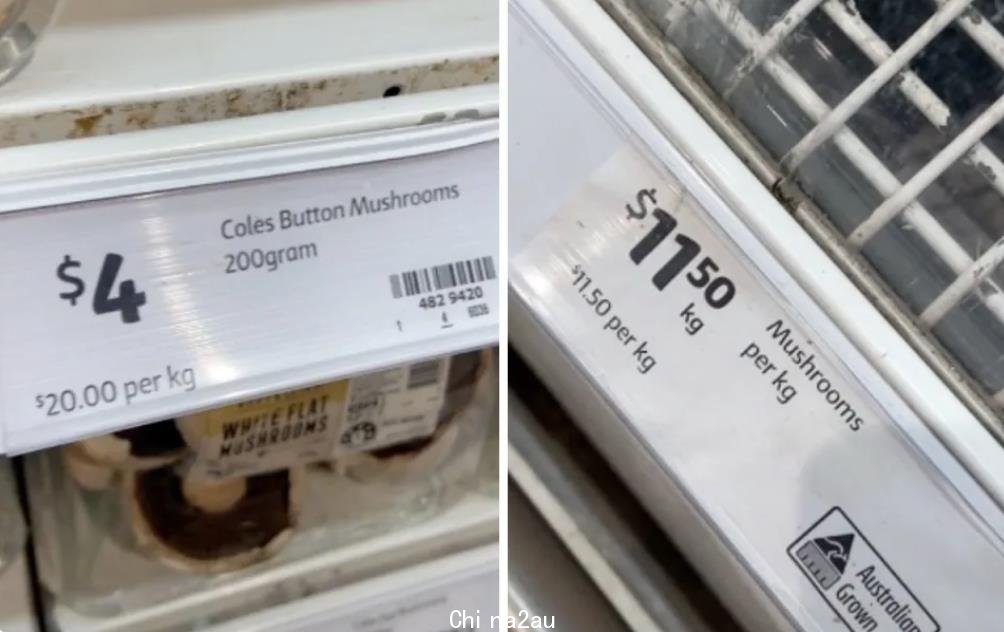 $4
Coles Button Mushrooms
200gram
482 9420
$20.00 per kg
WHITE FLAT
MUSHROOMS
$11.50
kg
$11.50 per kg
Mushrooms
per kg
Australian
Grown
China2au